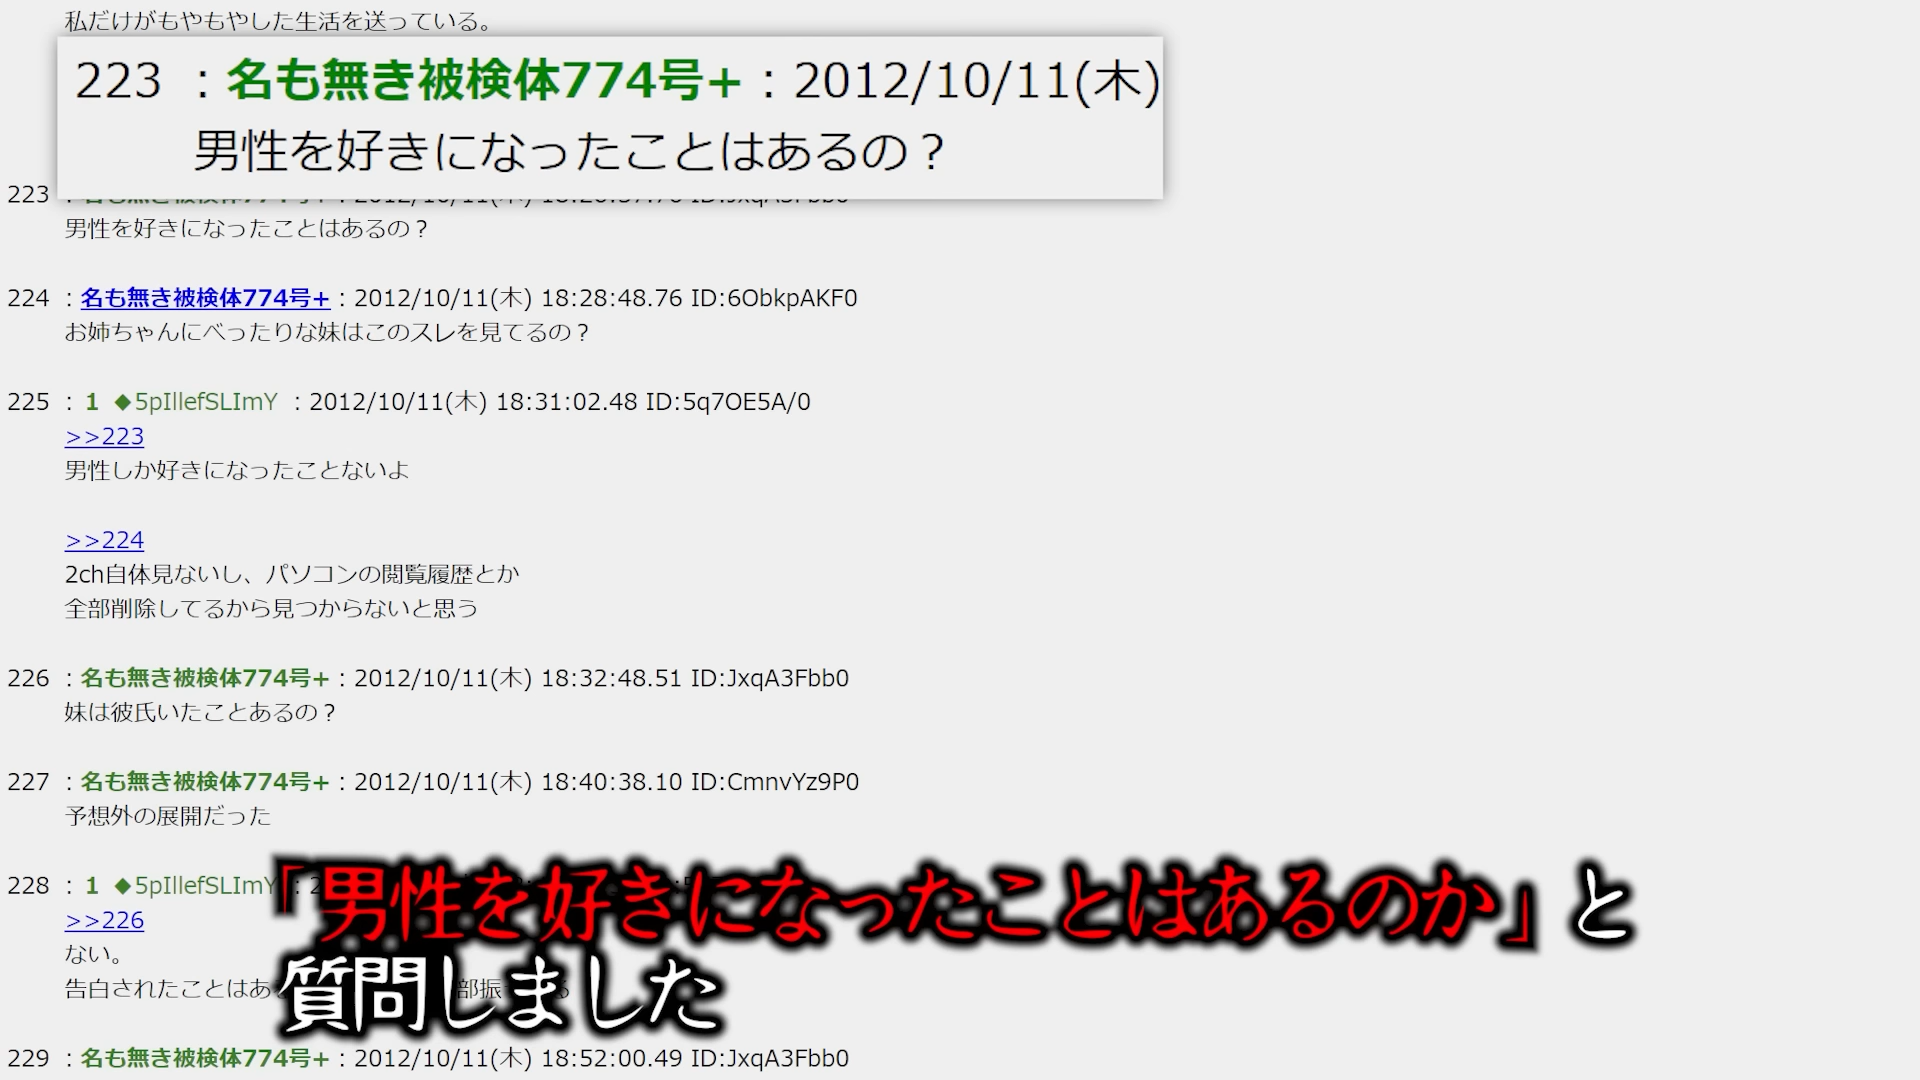 私だけがもやもやした生活を送っている。
223 ：名も無き被検体774号+：2012/10/11(木)
男性を好きになったことはあるの？
223
男性を好きになったことはあるの？
224 ：名も無き被検体774号+：2012/10/11(木) 18:28:48.76 ID:6ObkpAKF0
お姉ちゃんにべったりな妹はこのスレを見てるの？
225 ：1 ◆5pIllefSLImY ：2012/10/11(木) 18:31:02.48 ID:5q7OE5A/0
>>223
男性しか好きになったことないよ
>>224
2ch自体見ないし、パソコンの閲覧履歴とか
全部削除してるから見つからないと思う
226 ：名も無き被検体774号+：2012/10/11(木) 18:32:48.51 ID:JxqA3Fbb0
妹は彼氏いたことあるの？
227 ：名も無き被検体774号+：2012/10/11(木) 18:40:38.10 ID:CmnvYz9P0
予想外の展開だった
228 ：1 ◆5pIllefSLImY
>>226
ない。
告白されたことはあ
「男性を好きになったことはあるのか」と
質問しました
229 ：名も無き被検体774号+：2012/10/11(木) 18:52:00.49 ID:JxqA3Fbb0